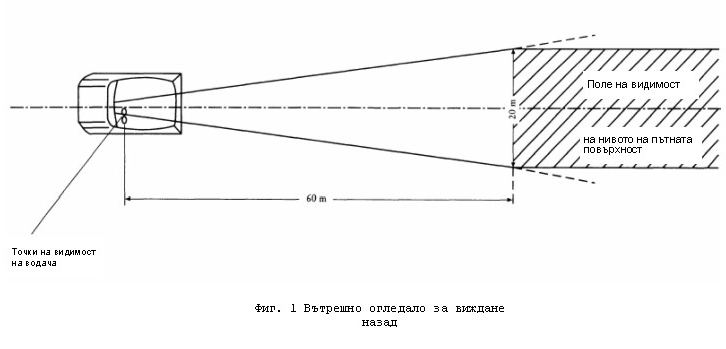 Поле на видимост
20 m
на нивото на пътната
повърхност
60 m
Точки на видимост
на водача
Фиг. 1 Вътрешно огледало за виждане
назад